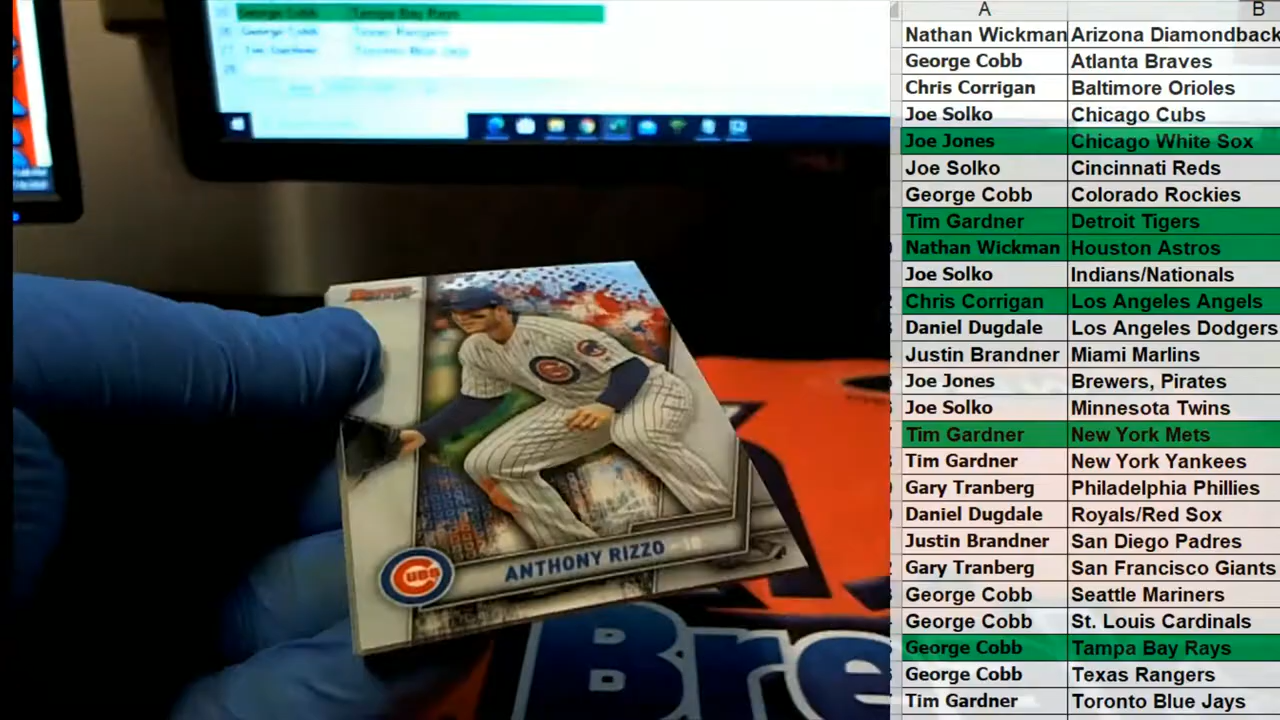 George Cobb Tampa Bay Rays
George Cobb Texas Rangers
Tim Gardner Toronto Blue Jays
ANTHONY RIZZO 1B
CUBS
Bre
A B
Nathan Wickman Arizona Diamondback
George Cobb Atlanta Braves
Chris Corrigan Baltimore Orioles
Joe Solko Chicago Cubs
Joe Jones Chicago White Sox
Joe Solko Cincinnati Reds
George Cobb Colorado Rockies
Tim Gardner Detroit Tigers
Nathan Wickman Houston Astros
Joe Solko Indians/Nationals
Chris Corrigan Los Angeles Angels
Daniel Dugdale Los Angeles Dodgers
Justin Brandner Miami Marlins
Joe Jones Brewers, Pirates
Joe Solko Minnesota Twins
Tim Gardner New York Mets
Tim Gardner New York Yankees
Gary Tranberg Philadelphia Phillies
Daniel Dugdale Royals/Red Sox
Justin Brandner San Diego Padres
Gary Tranberg San Francisco Giants
George Cobb Seattle Mariners
George Cobb St. Louis Cardinals
George Cobb Tampa Bay Rays
George Cobb Texas Rangers
Tim Gardner Toronto Blue Jays